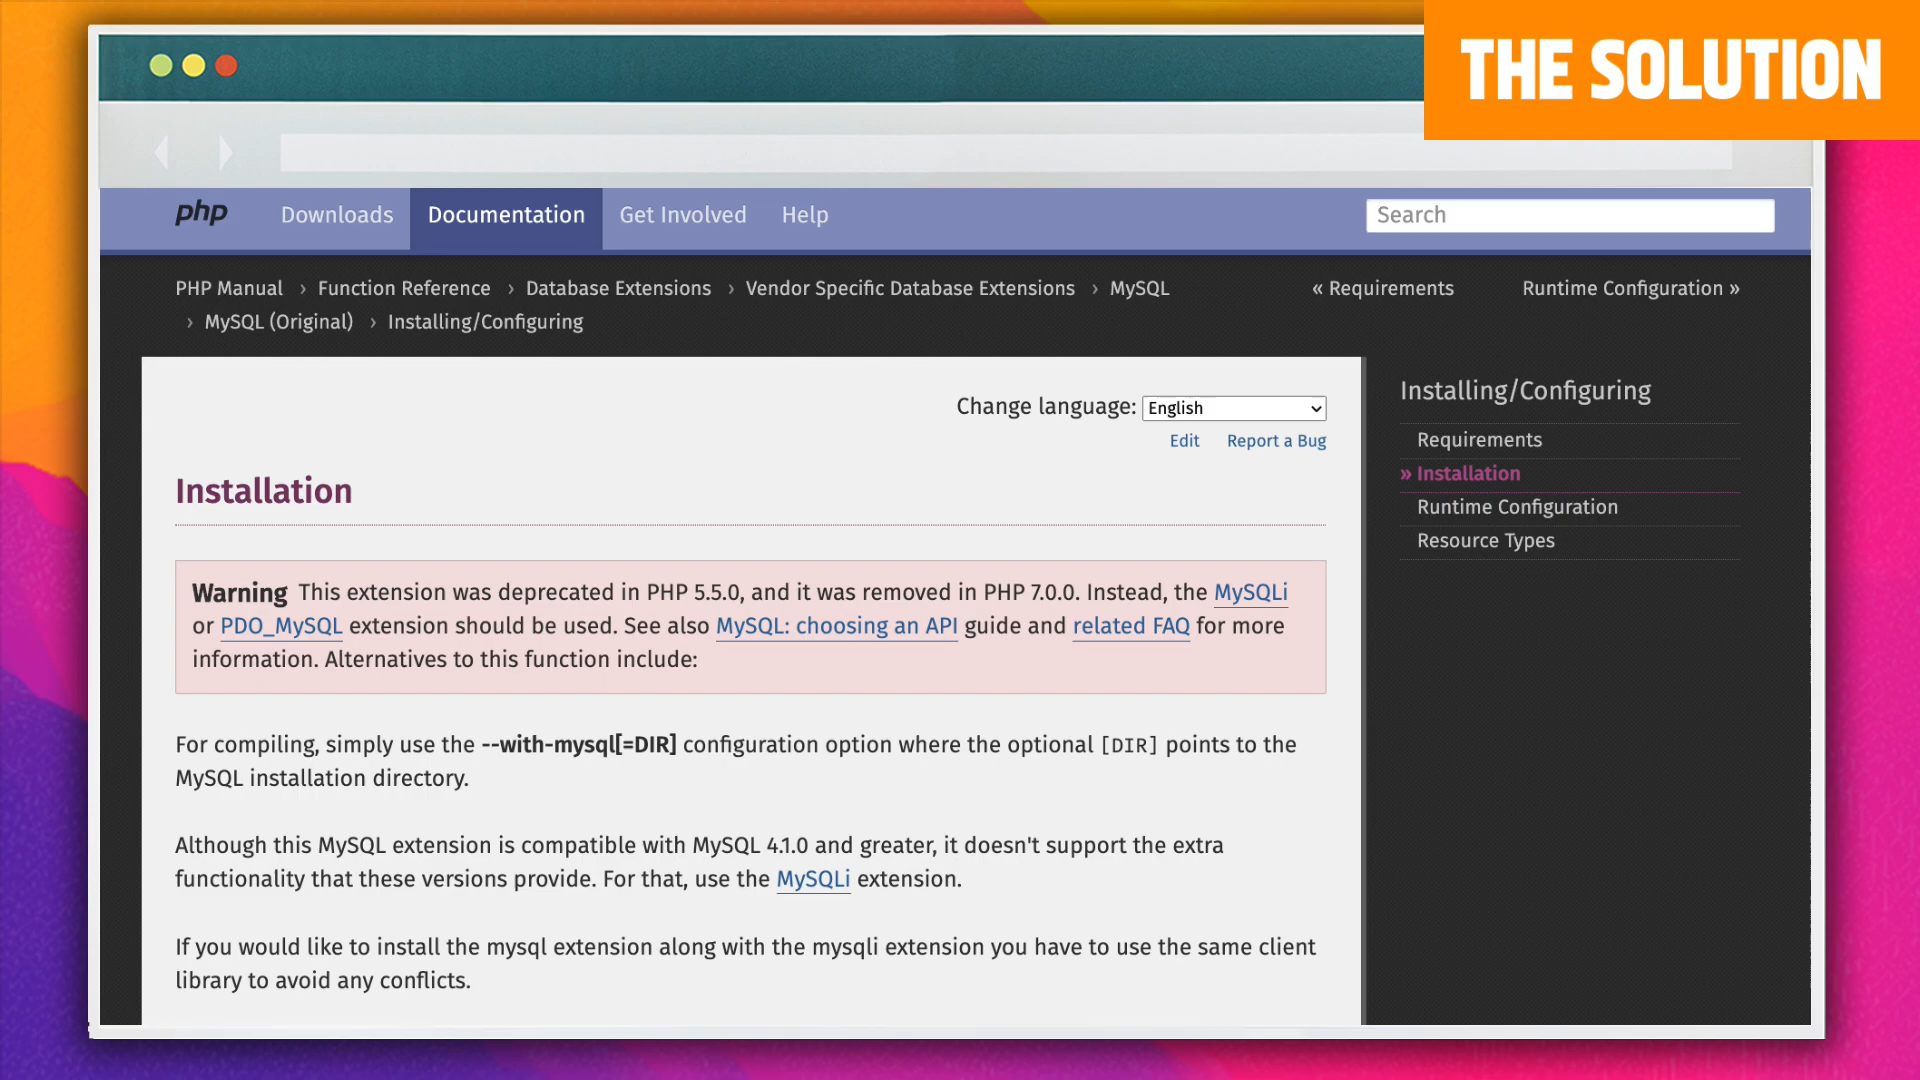 THE SOLUTION
php Downloads Documentation Get Involved Help Search
PHP Manual › Function Reference › Database Extensions › Vendor Specific Database Extensions › MySQL « Requirements Runtime Configuration »
› MySQL (Original) › Installing/Configuring
Change language: English
Edit Report a Bug
Installation
Warning This extension was deprecated in PHP 5.5.0, and it was removed in PHP 7.0.0. Instead, the MySQLi
or PDO_MySQL extension should be used. See also MySQL: choosing an API guide and related FAQ for more
information. Alternatives to this function include:
For compiling, simply use the --with-mysql[=DIR] configuration option where the optional [DIR] points to the
MySQL installation directory.
Although this MySQL extension is compatible with MySQL 4.1.0 and greater, it doesn't support the extra
functionality that these versions provide. For that, use the MySQLi extension.
If you would like to install the mysql extension along with the mysqli extension you have to use the same client
library to avoid any conflicts.
Installing/Configuring
Requirements
» Installation
Runtime Configuration
Resource Types